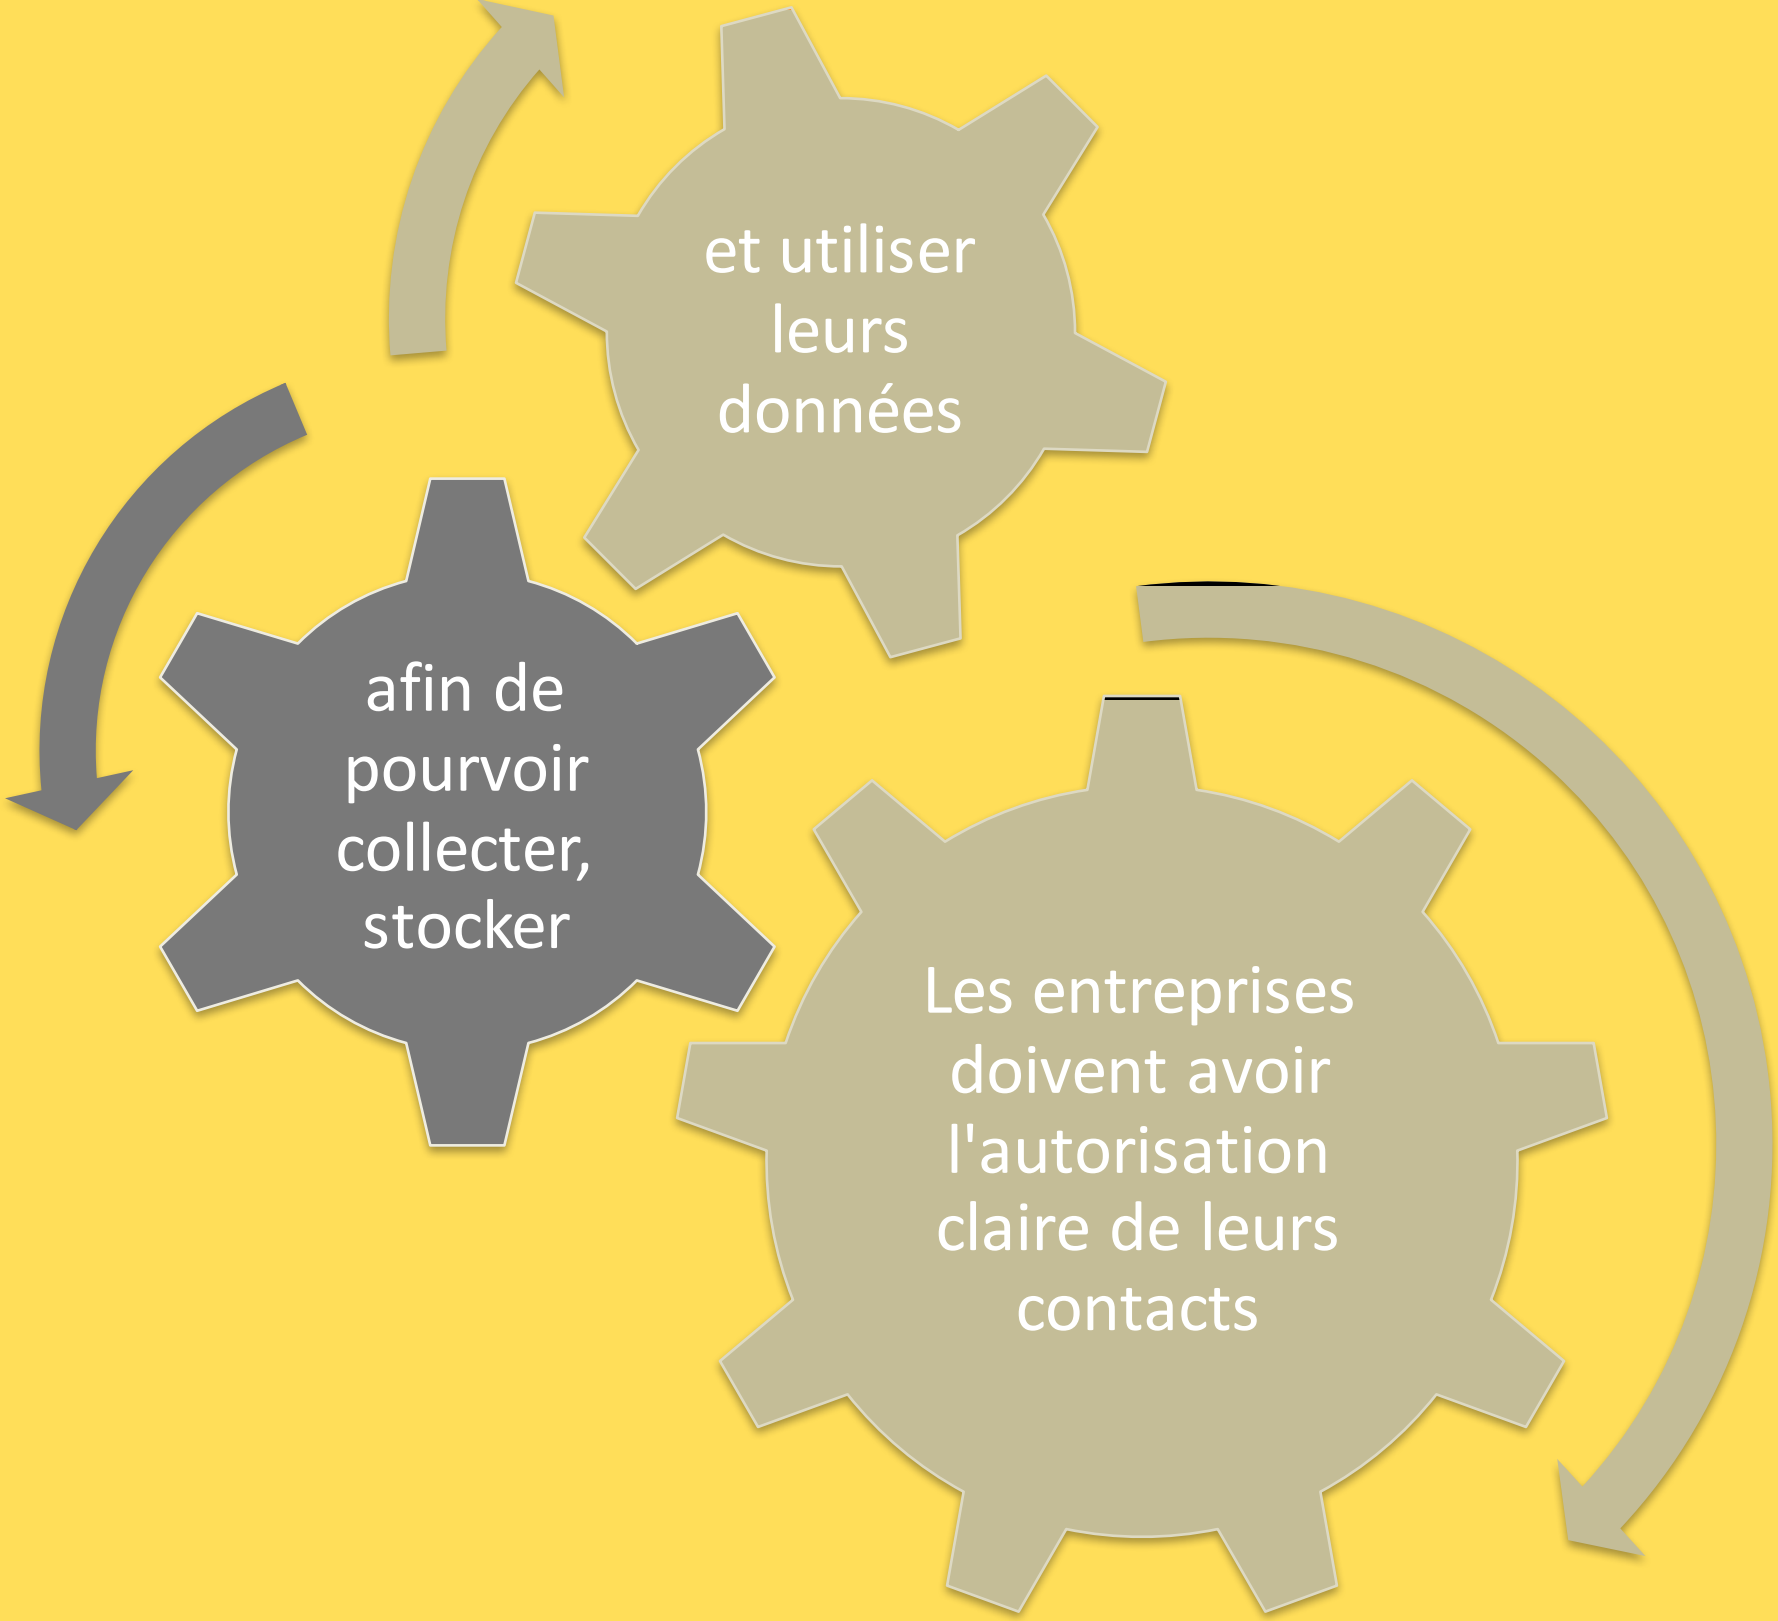 et utiliser
leurs
données
afin de
pourvoir
collecter,
stocker
Les entreprises
doivent avoir
l'autorisation
claire de leurs
contacts